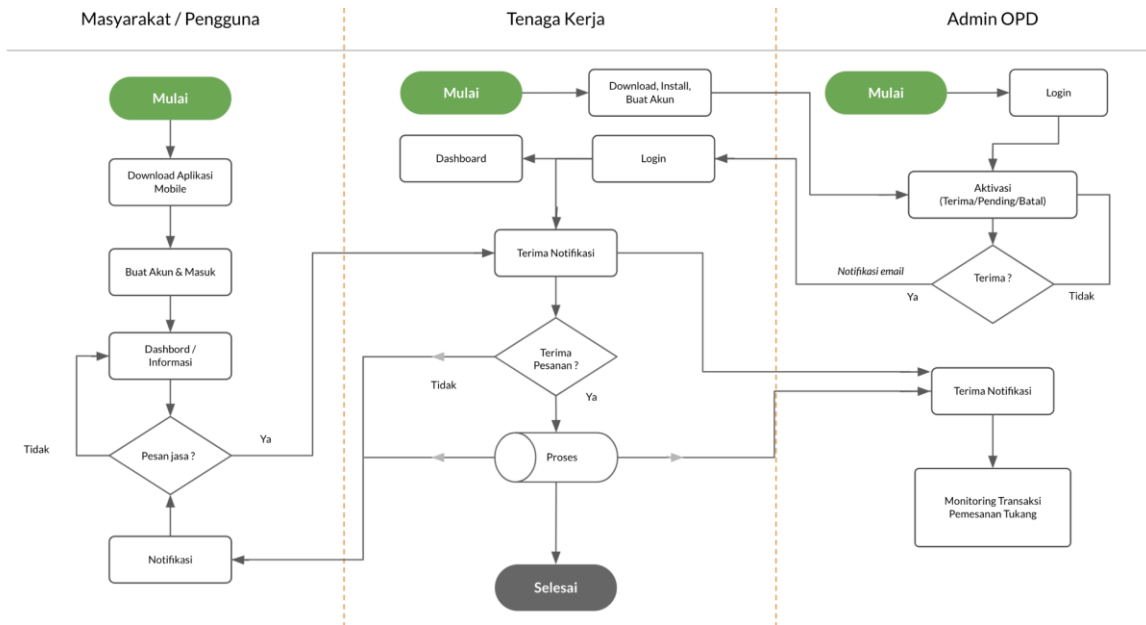 Masyarakat / Pengguna
Tenaga Kerja
Admin OPD
Mulai
Download Aplikasi
Mobile
Buat Akun & Masuk
Dashbord /
Informasi
Tidak
Pesan jasa ?
Ya
Notifikasi
Mulai
Download, Install,
Buat Akun
Dashboard
Login
Terima Notifikasi
Terima
Pesanan ?
Tidak
Ya
Proses
Selesai
Mulai
Login
Aktivasi
(Terima/Pending/Batal)
Notifikasi email
Terima ?
Ya
Tidak
Terima Notifikasi
Monitoring Transaksi
Pemesanan Tukang